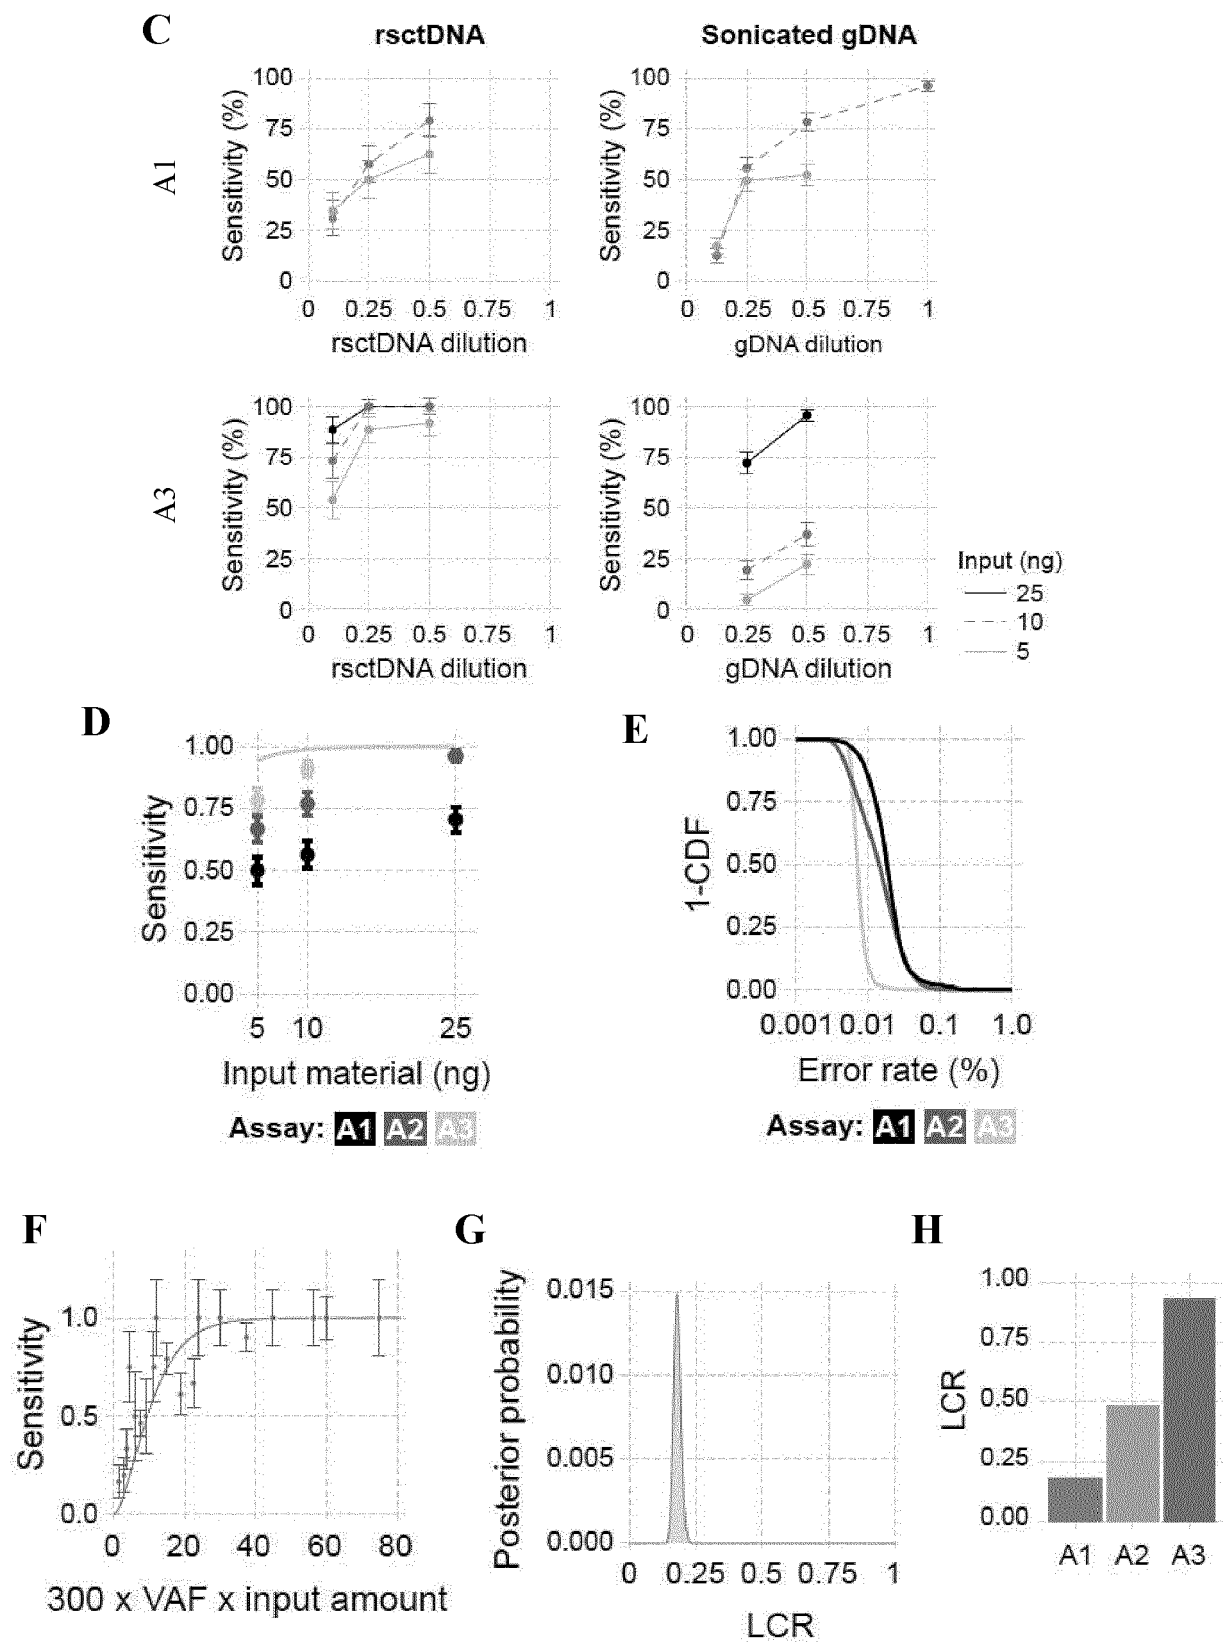 C
rsctDNA
Sonicated gDNA
A1
Sensitivity (%)
100
75
50
25
0
0 0.25 0.5 0.75 1
rsctDNA dilution
Sensitivity (%)
100
75
50
25
0
0 0.25 0.5 0.75 1
gDNA dilution
A3
Sensitivity (%)
100
75
50
25
0
0 0.25 0.5 0.75 1
rsctDNA dilution
Sensitivity (%)
100
75
50
25
0
0 0.25 0.5 0.75 1
gDNA dilution
Input (ng)
25
10
5
D
Sensitivity
1.00
0.75
0.50
0.25
0.00
5 10 25
Input material (ng)
Assay: A1 A2 A3
E
1-CDF
1.00
0.75
0.50
0.25
0.00
0.001 0.01 0.1 1.0
Error rate (%)
Assay: A1 A2 A3
F
Sensitivity
1.0
0.5
0.0
0 20 40 60 80
300 x VAF x input amount
G
Posterior probability
0.015
0.010
0.005
0.000
0 0.25 0.5 0.75 1
LCR
H
LCR
1.00
0.75
0.50
0.25
0.00
A1 A2 A3